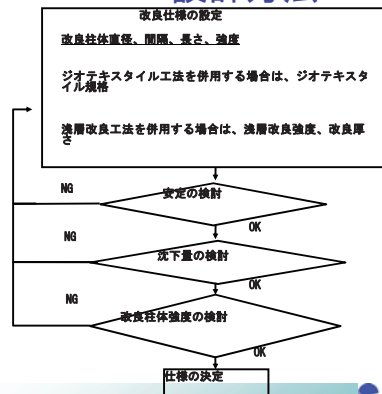 改良仕様の設定
改良柱体直径、間隔、長さ、強度
ジオテキスタイル工法を併用する場合は、ジオテキスタ
イル規格
浅層改良工法を併用する場合は、浅層改良強度、改良厚
さ
NG
安定の検討
OK
NG
沈下量の検討
OK
NG
改良柱体強度の検討
OK
仕様の決定